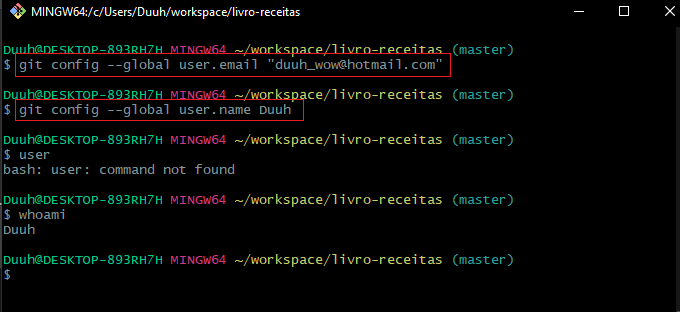 MINGW64:/c/Users/Duuh/workspace/livro-receitas
Duuh@DESKTOP-893RH7H MINGW64 ~/workspace/livro-receitas (master)
$ git config --global user.email "duuh_wow@hotmail.com"
Duuh@DESKTOP-893RH7H MINGW64 ~/workspace/livro-receitas (master)
$ git config --global user.name Duuh
Duuh@DESKTOP-893RH7H MINGW64 ~/workspace/livro-receitas (master)
$ user
bash: user: command not found
Duuh@DESKTOP-893RH7H MINGW64 ~/workspace/livro-receitas (master)
$ whoami
Duuh
Duuh@DESKTOP-893RH7H MINGW64 ~/workspace/livro-receitas (master)
$